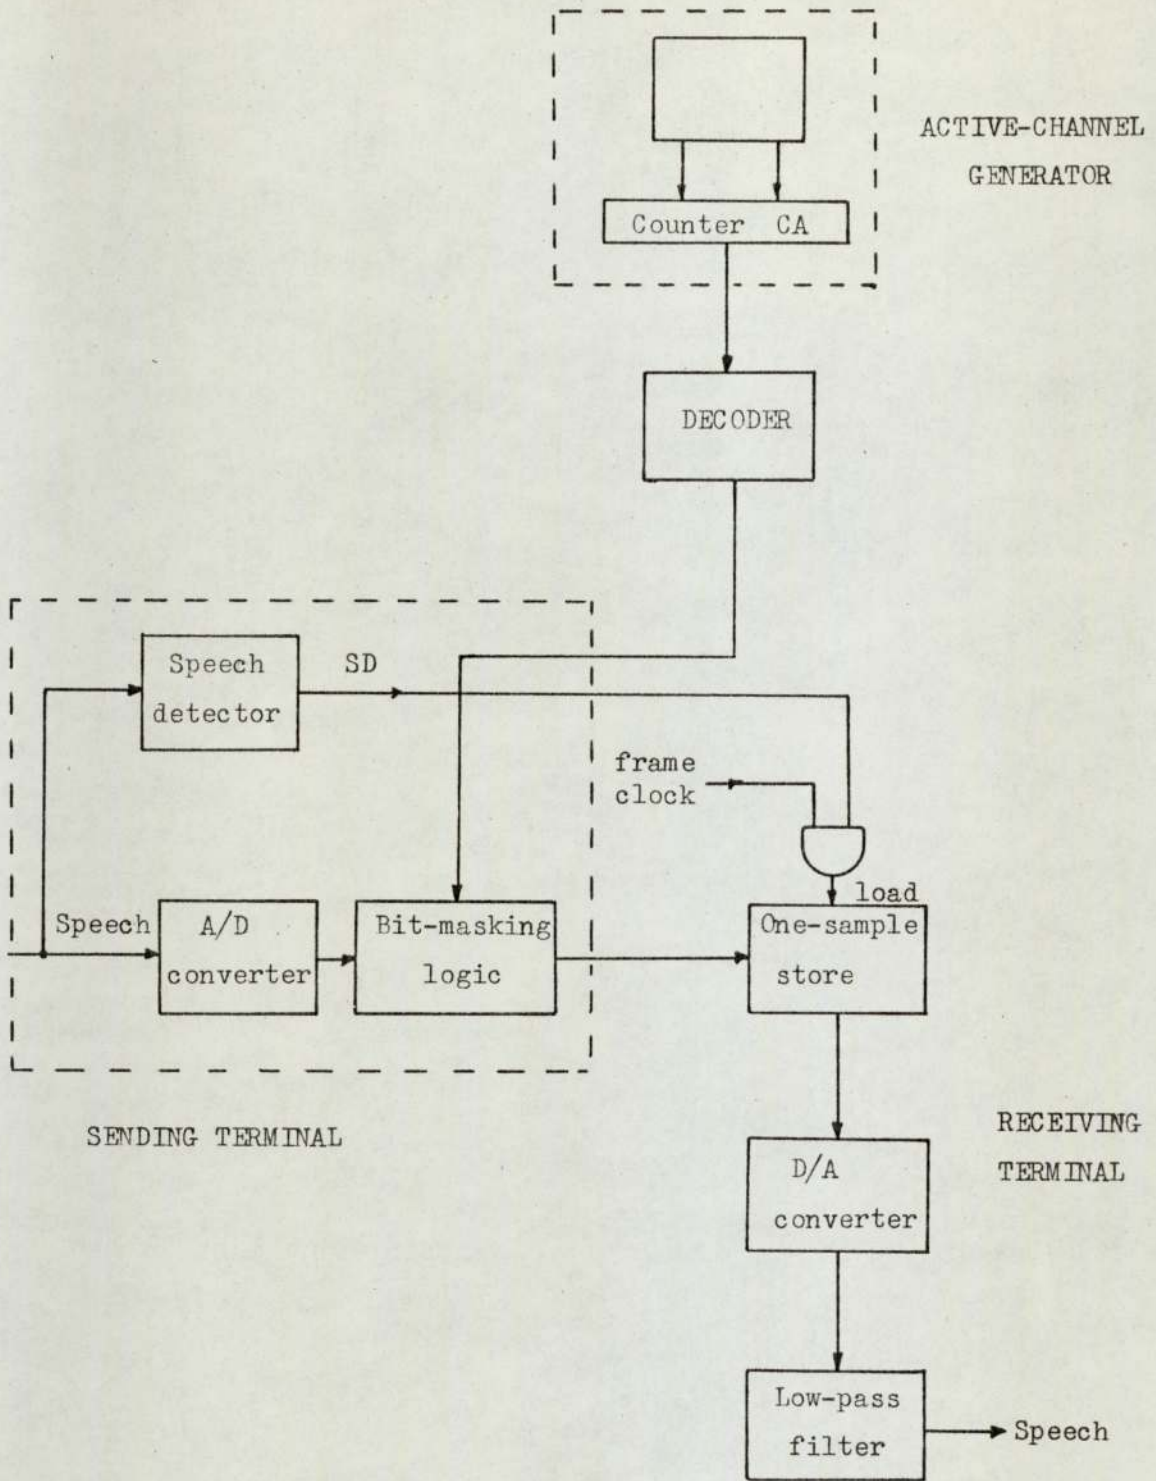 ACTIVE-CHANNEL
GENERATOR
Counter CA
DECODER
Speech
detector
SD
frame
clock
load
Speech
A/D
converter
Bit-masking
logic
One-sample
store
SENDING TERMINAL
RECEIVING
TERMINAL
D/A
converter
Low-pass
filter
Speech